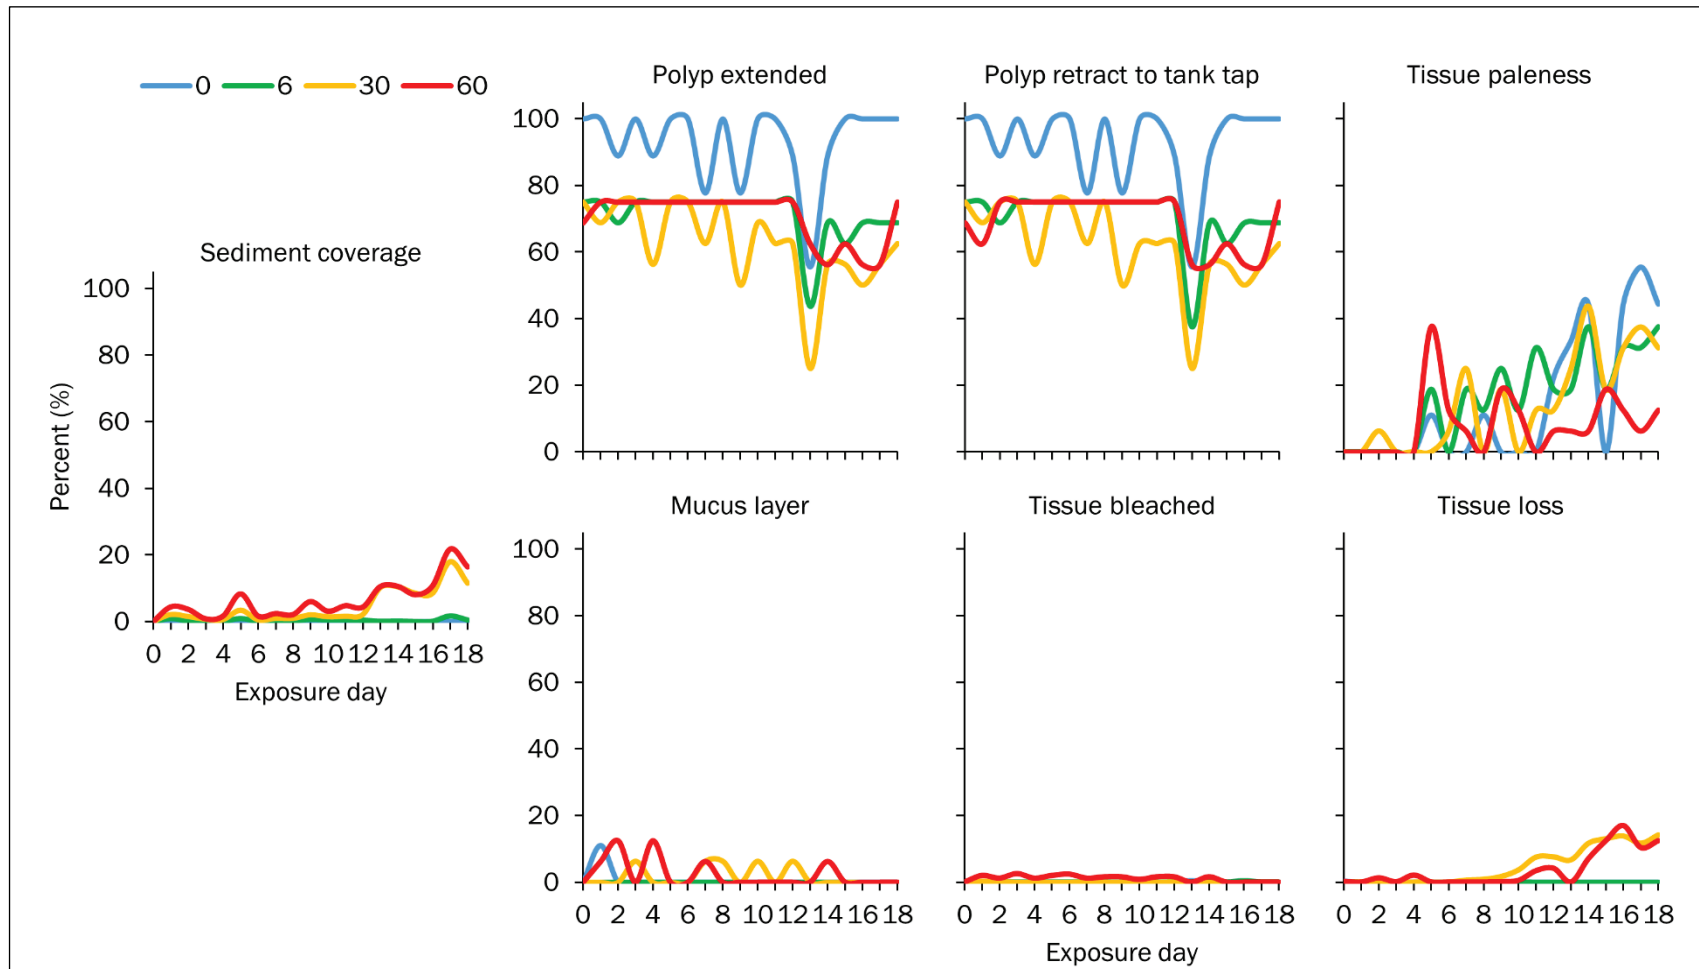 0 6 30 60
Polyp extended
Polyp retract to tank tap
Tissue paleness
100
80
60
40
20
0
Sediment coverage
Percent (%)
100
80
60
40
20
0
0 2 4 6 8 10 12 14 16 18
Exposure day
Mucus layer
Tissue bleached
Tissue loss
100
80
60
40
20
0
0 2 4 6 8 10 12 14 16 18
0 2 4 6 8 10 12 14 16 18
0 2 4 6 8 10 12 14 16 18
Exposure day